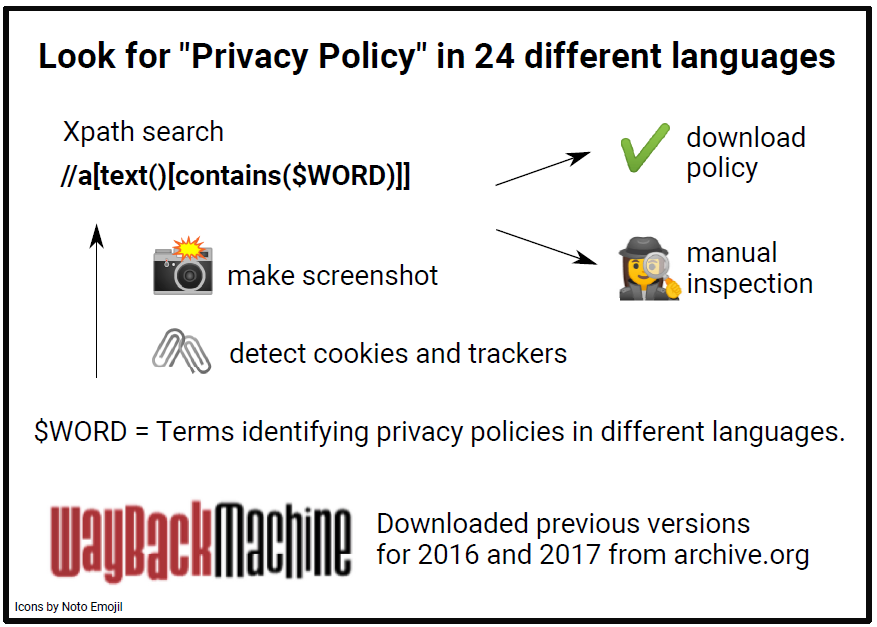 Look for "Privacy Policy" in 24 different languages
Xpath search
//a[text()[contains($WORD)]]
download
policy
manual
inspection
make screenshot
detect cookies and trackers
$WORD = Terms identifying privacy policies in different languages.
WayBackMachine
Downloaded previous versions
for 2016 and 2017 from archive.org
Icons by Noto Emojil